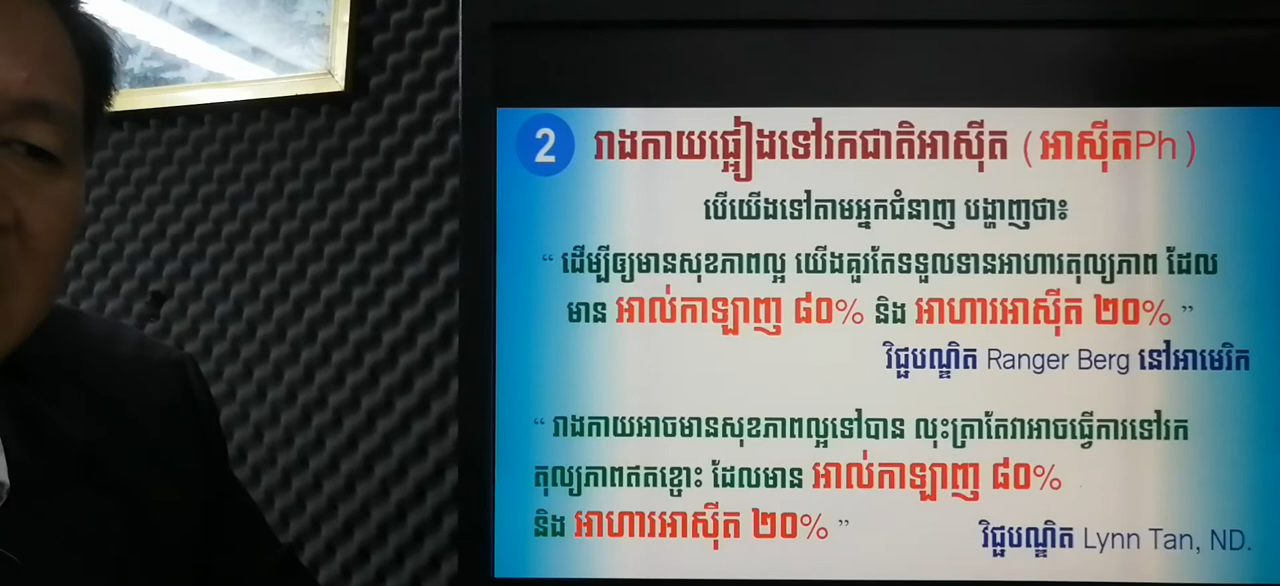 2 រាងកាយផ្អៀងទៅរកជាតិអាស៊ីត ( អាស៊ីតPh )
បើយើងទៅតាមអ្នកជំនាញ បង្ហាញថា៖
“ ដើម្បីឲ្យមានសុខភាពល្អ យើងគួរតែទទួលទានអាហារតុល្យភាព ដែល
មាន អាល់កាឡាញ ៨០% និង អាហារអាស៊ីត ២០% ”
វិជ្ជបណ្ឌិត Ranger Berg នៅអាមេរិក
“ រាងកាយអាចមានសុខភាពល្អទៅបាន លុះត្រាតែវាអាចធ្វើការទៅរក
តុល្យភាពឥតខ្ចោះ ដែលមាន អាល់កាឡាញ ៨០%
និង អាហារអាស៊ីត ២០% ”
វិជ្ជបណ្ឌិត Lynn Tan, ND.